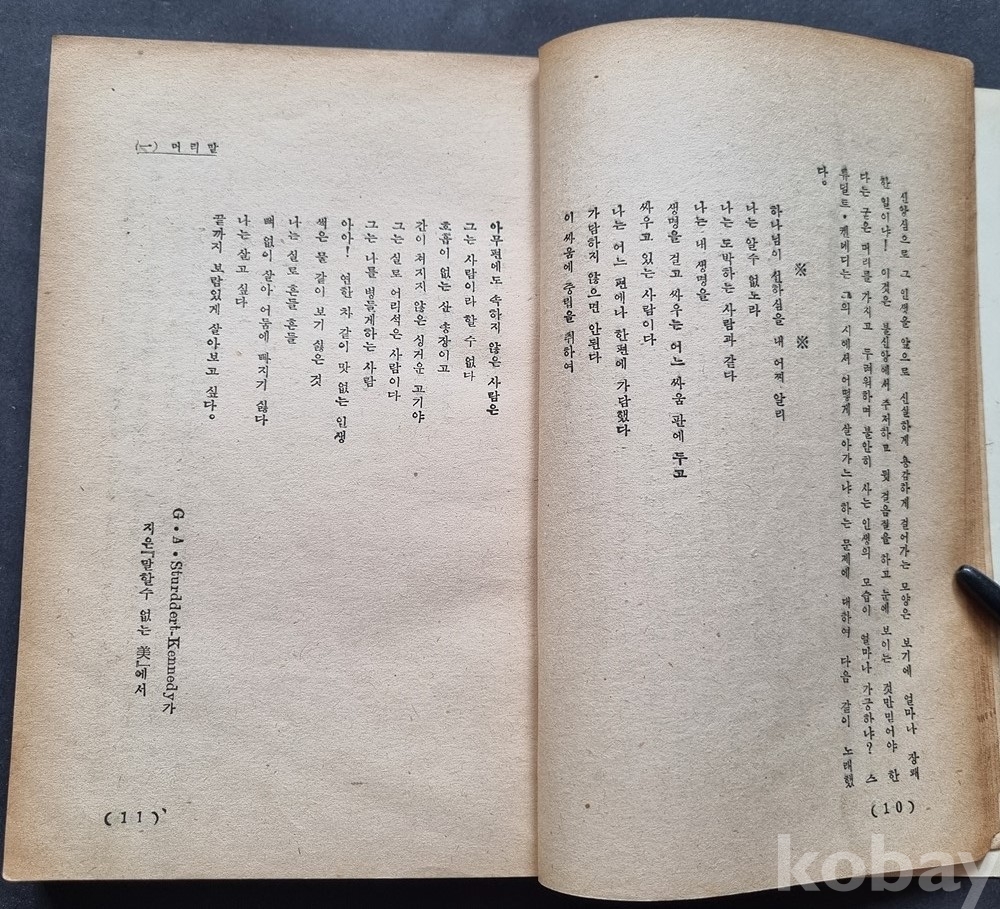 신앙심으로 그 인생을 앞으로 신실하게 용감하게 걸어가는 모양은 보기에 얼마나 장쾌
한 일이냐! 이것은 불신앙에서 주저하고 뒷 걸음질을 하고 눈에 보이는 것만믿어야 한
다는 굳은 머리를 가지고 두려워하며 불안히 사는 인생의 모습이 얼마나 가긍하냐? 스
튜딜트·켄네디는 그의 시에서 어떻게 살아가느냐 하는 문제에 대하여 다음 같이 노래했
다。
※ ※
하나님이 선하심을 내 어찌 알리
나는 알수 없노라
나는 도박하는 사람과 같다
나는 내 생명을
생명을 걸고 싸우는 어느 싸움 판에 두고
싸우고 있는 사람이다
나는 어느 편에나 한편에 가담했다
가담하지 않으면 안된다
이 싸움에 중립을 취하여
(10)
(一) 머리말
아무편에도 속하지 않은 사람은
그는 사람이라 할 수 없다
호흡이 없는 산 송장이고
간이 쳐지지 않은 싱거운 고기야
그는 실로 어리석은 사람이다
그는 나를 병들게하는 사람
아아! 연한 차 같이 맛 없는 인생
썩은 물 같이 보기 싫은 것
나는 실로 흔들 흔들
뼈 없이 살아 어둠에 빠지기 싫다
나는 살고 싶다
끝까지 보람있게 살아보고 싶다。
G·A·Sturddert-Kennedy가
지은「말할수 없는 美」에서
(11)
kobay